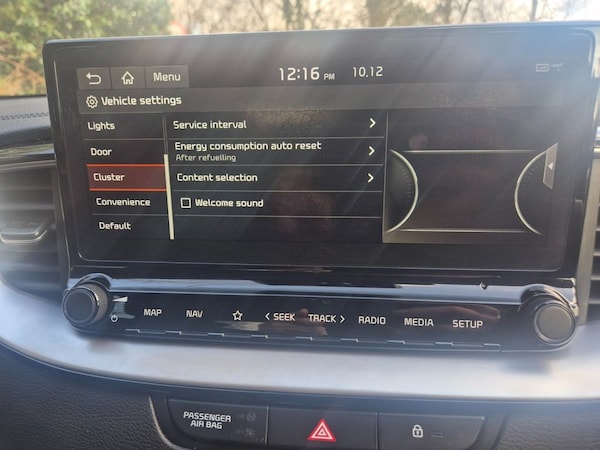 Menu
12:16 PM 10.12
Vehicle settings
Lights
Door
Cluster
Convenience
Default
Service interval
Energy consumption auto reset
After refuelling
Content selection
Welcome sound
MAP NAV < SEEK TRACK > RADIO MEDIA SETUP
PASSENGER
AIR BAG